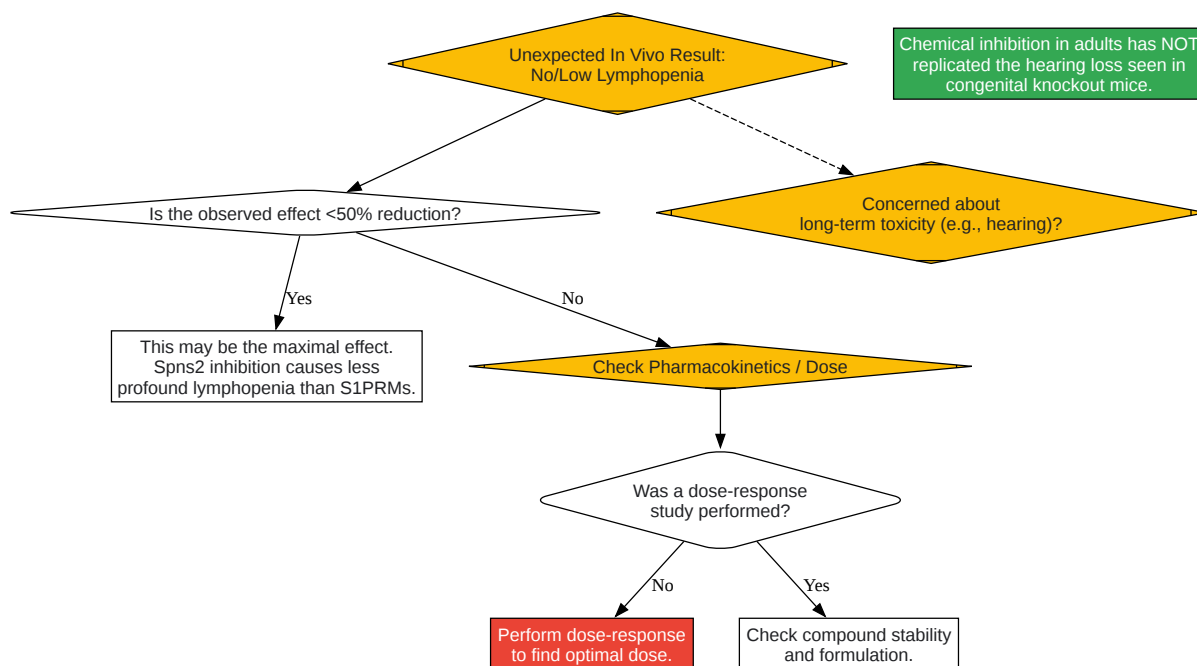 Unexpected In Vivo Result:
No/Low Lymphopenia
Chemical inhibition in adults has NOT
replicated the hearing loss seen in
congenital knockout mice.
Is the observed effect <50% reduction?
Concerned about
long-term toxicity (e.g., hearing)?
Yes
No
This may be the maximal effect.
Spns2 inhibition causes less
profound lymphopenia than S1PRMs.
Check Pharmacokinetics / Dose
Was a dose-response
study performed?
No
Yes
Perform dose-response
to find optimal dose.
Check compound stability
and formulation.